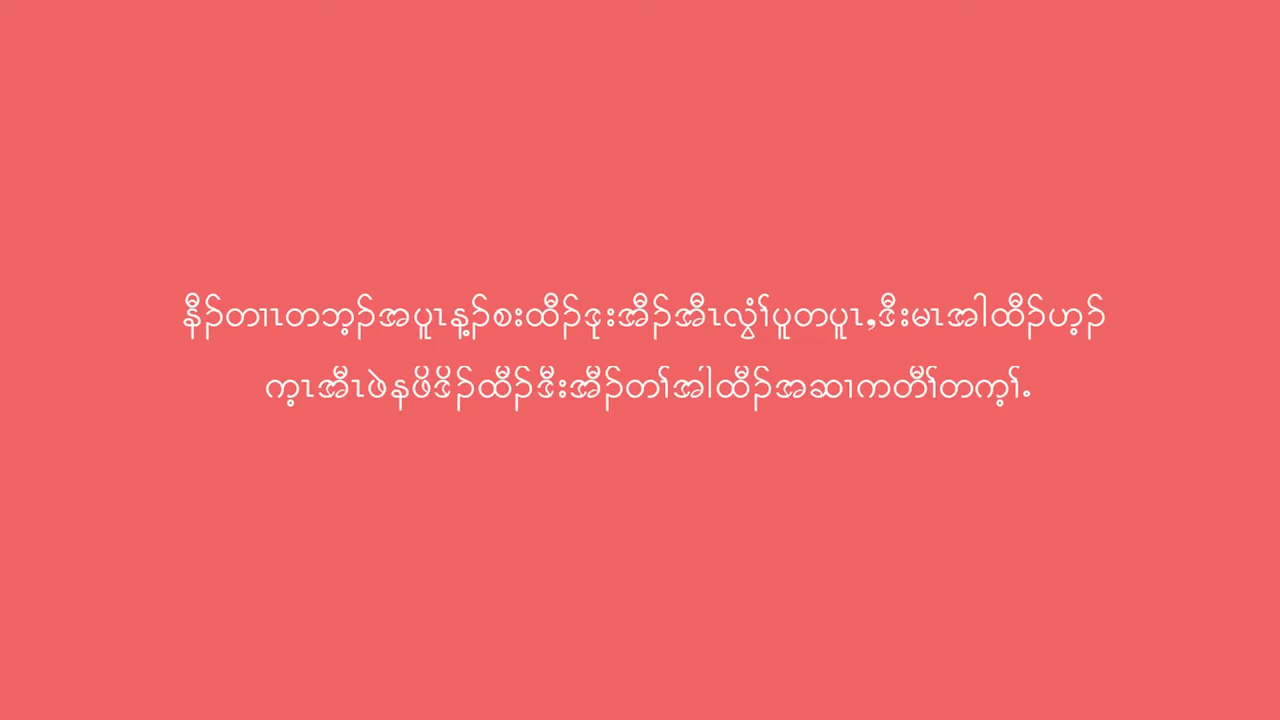 နီၣ်တၢၤတဘ့ၣ်အပူၤန့ၣ်စးထီၣ်ဒုးအီၣ်အီၤလွံၢ်ပူတပူၤ,ဒီးမၤအါထီၣ်ဟ့ၣ်
က့ၤအီၤဖဲနဖိဒိၣ်ထီၣ်ဒီးအီၣ်တၢ်အါထီၣ်အဆၢကတီၢ်တက့ၢ်.